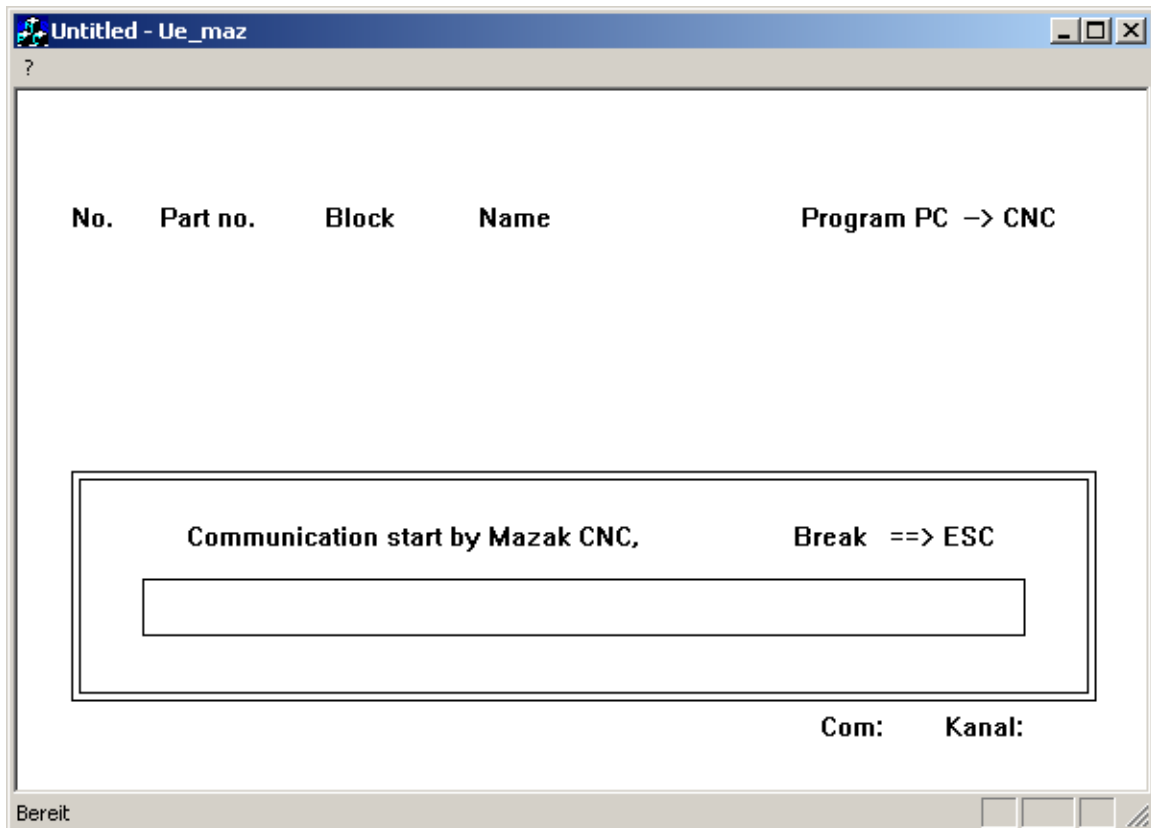 Untitled - Ue_maz
?
No. Part no. Block Name Program PC –> CNC
Communication start by Mazak CNC, Break ==> ESC
Com: Kanal:
Bereit